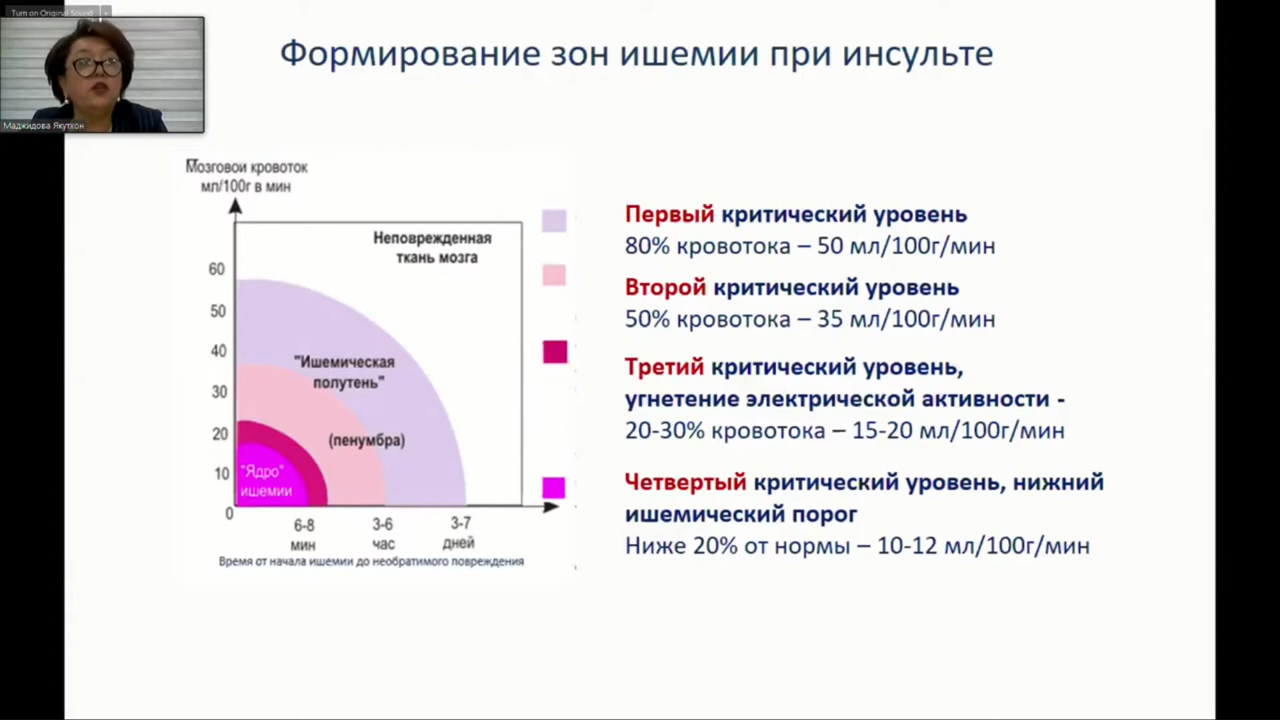 Turn on Original Sound
Маджидова Якутхон
Формирование зон ишемии при инсульте
Мозговой кровоток
мл/100г в мин
Неповрежденная
ткань мозга
60
50
40
30
20
10
0
"Ишемическая
полутень"
(пенумбра)
"Ядро"
ишемии
6-8
мин
3-6
час
3-7
дней
Время от начала ишемии до необратимого повреждения
Первый критический уровень
80% кровотока – 50 мл/100г/мин
Второй критический уровень
50% кровотока – 35 мл/100г/мин
Третий критический уровень,
угнетение электрической активности -
20-30% кровотока – 15-20 мл/100г/мин
Четвертый критический уровень, нижний
ишемический порог
Ниже 20% от нормы – 10-12 мл/100г/мин